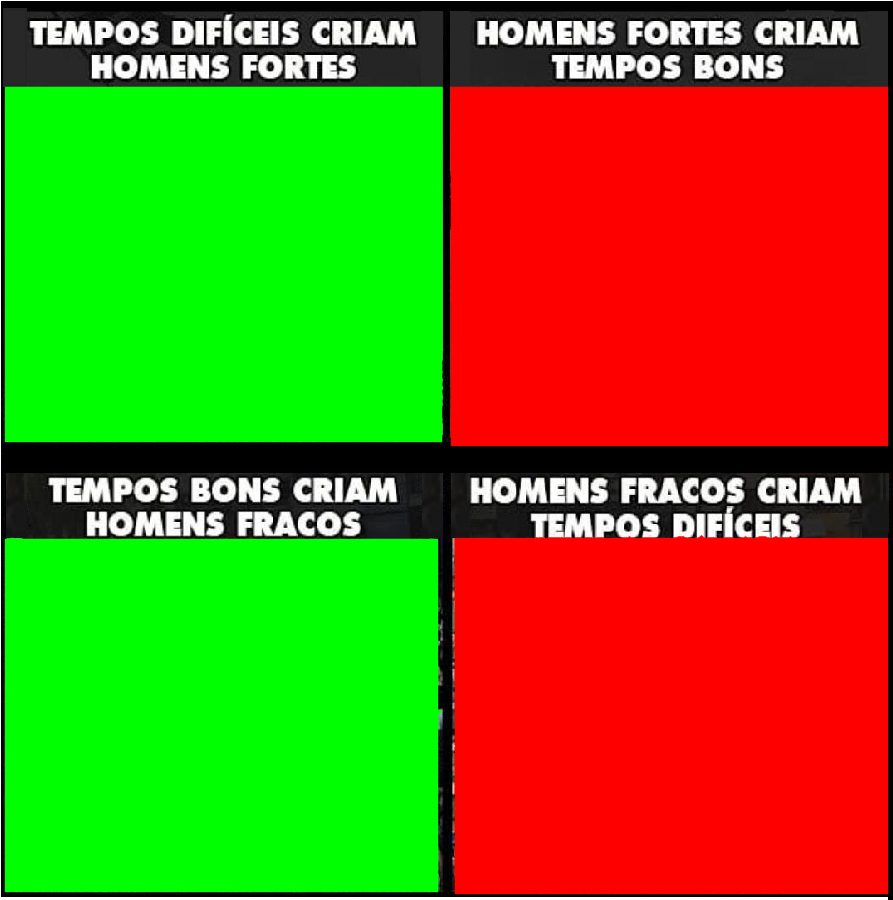 TEMPOS DIFÍCEIS CRIAM
HOMENS FORTES
HOMENS FORTES CRIAM
TEMPOS BONS
TEMPOS BONS CRIAM
HOMENS FRACOS
HOMENS FRACOS CRIAM
TEMPOS DIFÍCEIS